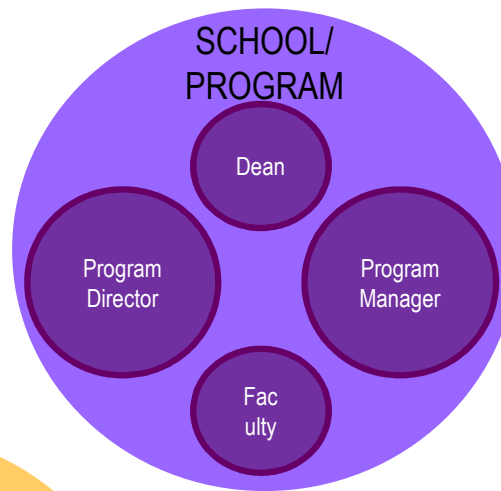 SCHOOL/
PROGRAM
Dean
Program
Director
Program
Manager
Fac
ulty